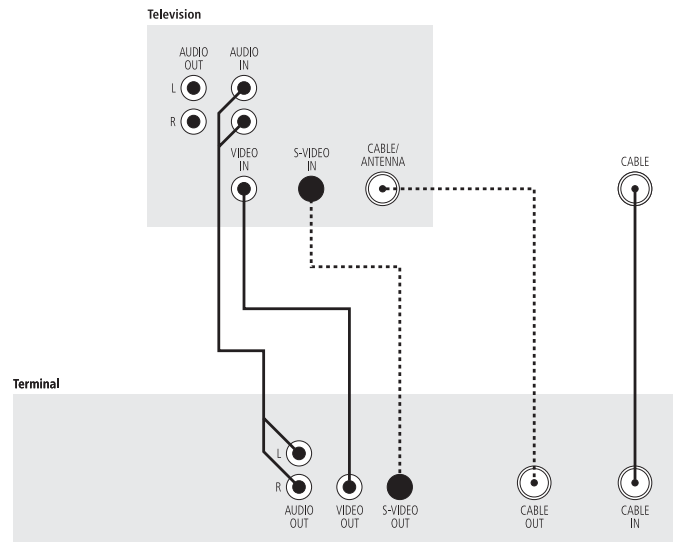 Television
AUDIO
OUT
AUDIO
IN
L
R
VIDEO
IN
S-VIDEO
IN
CABLE/
ANTENNA
CABLE
Terminal
L
R
AUDIO
OUT
VIDEO
OUT
S-VIDEO
OUT
CABLE
OUT
CABLE
IN